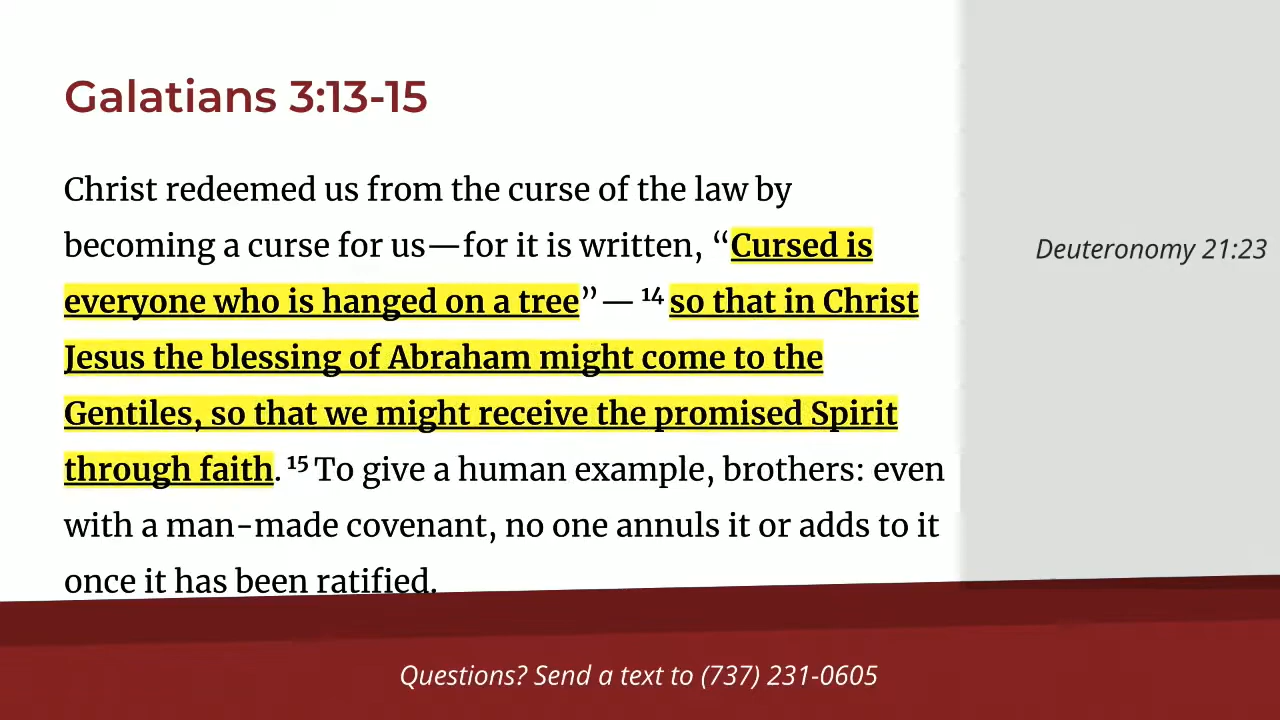 Galatians 3:13-15
Christ redeemed us from the curse of the law by
becoming a curse for us—for it is written, “Cursed is
everyone who is hanged on a tree”— 14 so that in Christ
Jesus the blessing of Abraham might come to the
Gentiles, so that we might receive the promised Spirit
through faith. 15 To give a human example, brothers: even
with a man-made covenant, no one annuls it or adds to it
once it has been ratified.
Deuteronomy 21:23
Questions? Send a text to (737) 231-0605